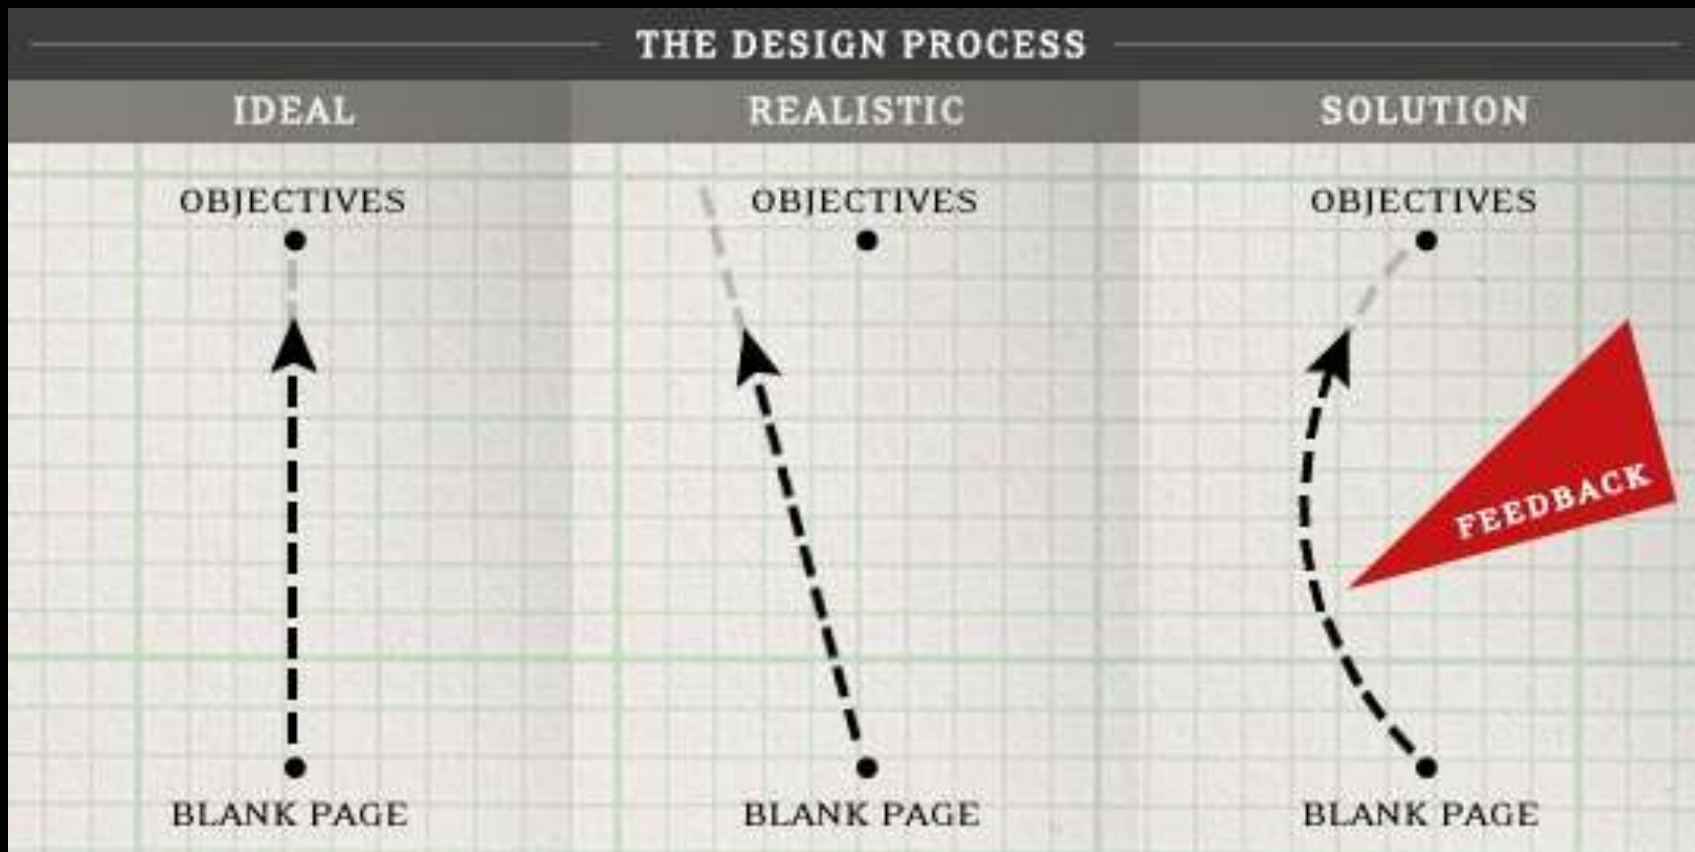 THE DESIGN PROCESS
IDEAL
REALISTIC
SOLUTION
OBJECTIVES
OBJECTIVES
OBJECTIVES
FEEDBACK
BLANK PAGE
BLANK PAGE
BLANK PAGE